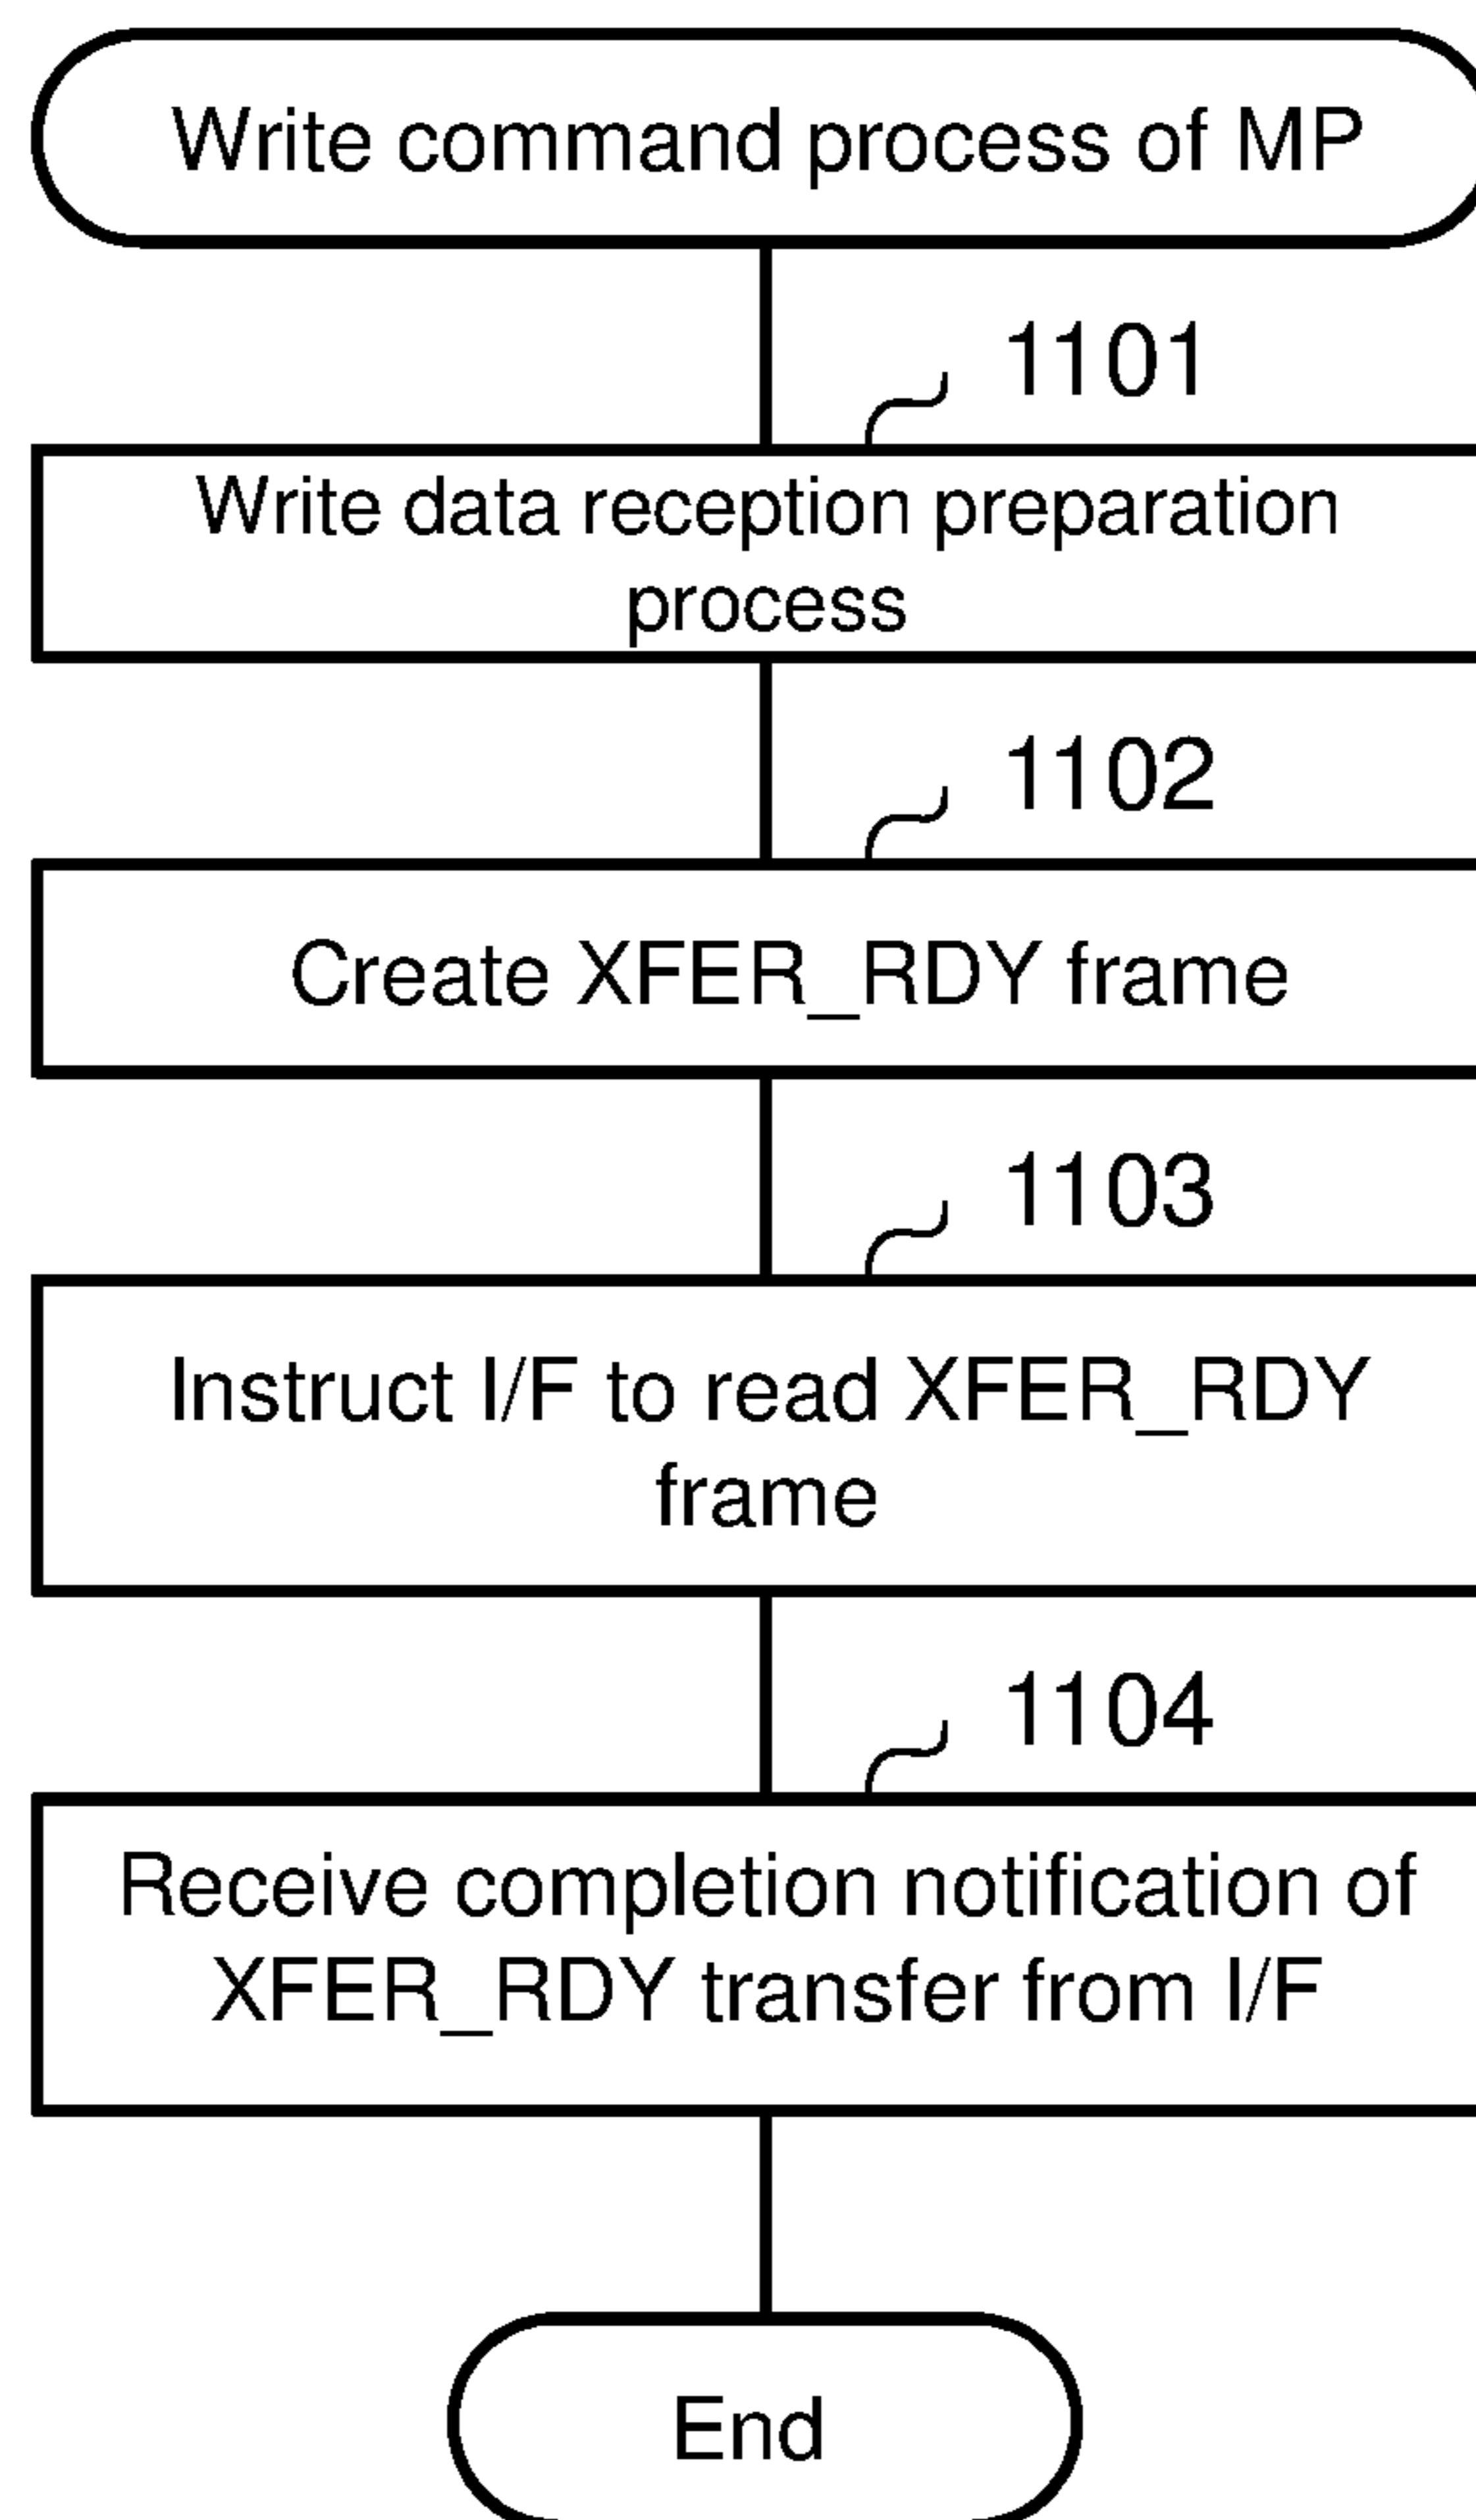 Write command process of MP
1101
Write data reception preparation
process
1102
Create XFER_RDY frame
1103
Instruct I/F to read XFER_RDY
frame
1104
Receive completion notification of
XFER_RDY transfer from I/F
End